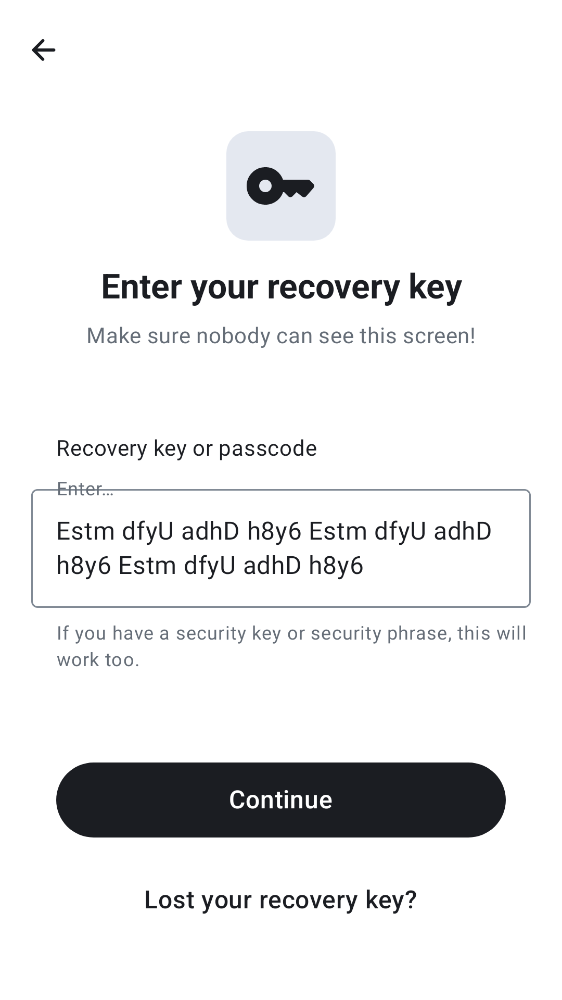 Enter your recovery key
Make sure nobody can see this screen!
Recovery key or passcode
Enter…
Estm dfyU adhD h8y6 Estm dfyU adhD
h8y6 Estm dfyU adhD h8y6
If you have a security key or security phrase, this will
work too.
Continue
Lost your recovery key?